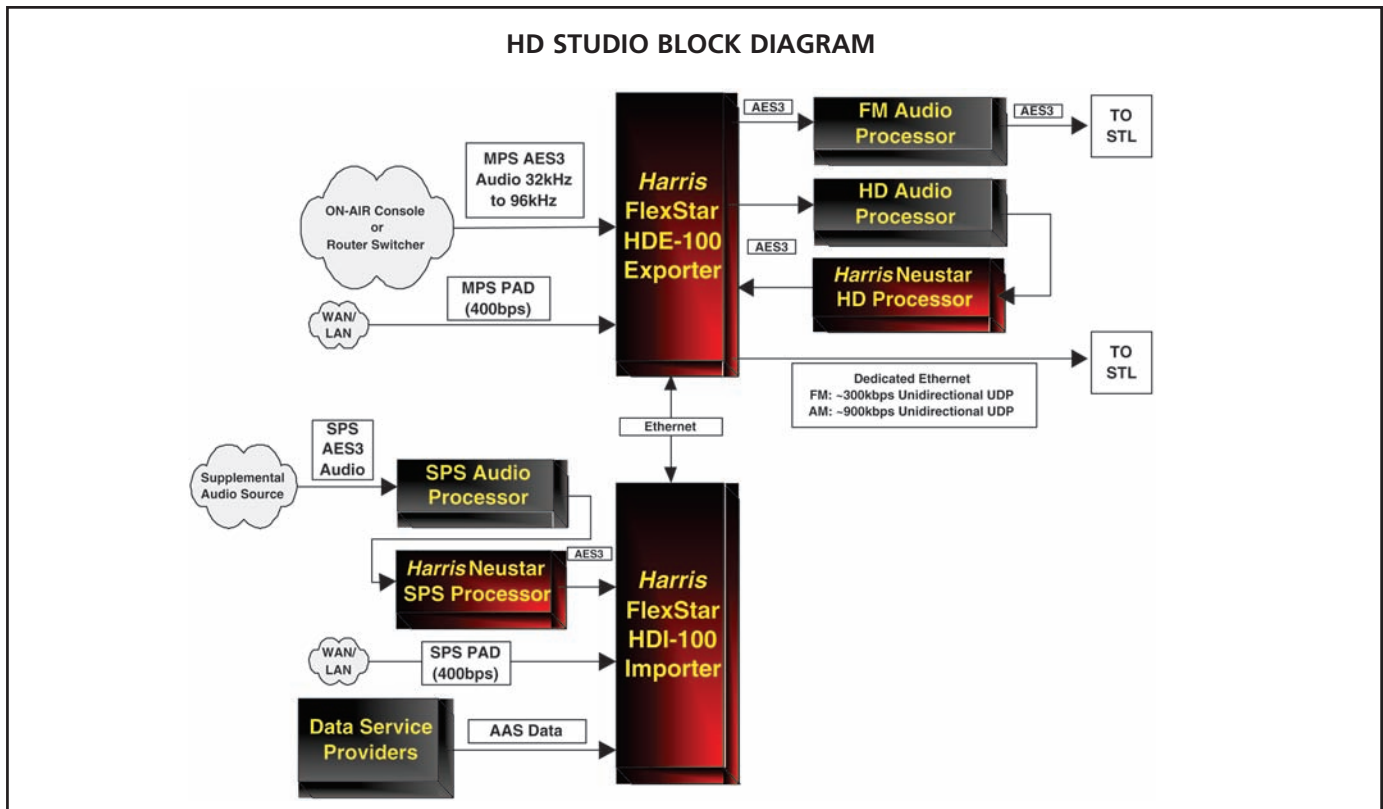 HD STUDIO BLOCK DIAGRAM
AES3
FM Audio
Processor
AES3
TO
STL
MPS AES3
Audio 32kHz
to 96kHz
ON-AIR Console
or
Router Switcher
Harris
FlexStar
HDE-100
Exporter
HD Audio
Processor
AES3
Harris Neustar
HD Processor
MPS PAD
(400bps)
WAN/
LAN
TO
STL
Dedicated Ethernet
FM: ~300kbps Unidirectional UDP
AM: ~900kbps Unidirectional UDP
Ethernet
SPS
AES3
Audio
Supplemental
Audio Source
SPS Audio
Processor
AES3
Harris Neustar
SPS Processor
Harris
FlexStar
HDI-100
Importer
WAN/
LAN
SPS PAD
(400bps)
Data Service
Providers
AAS Data